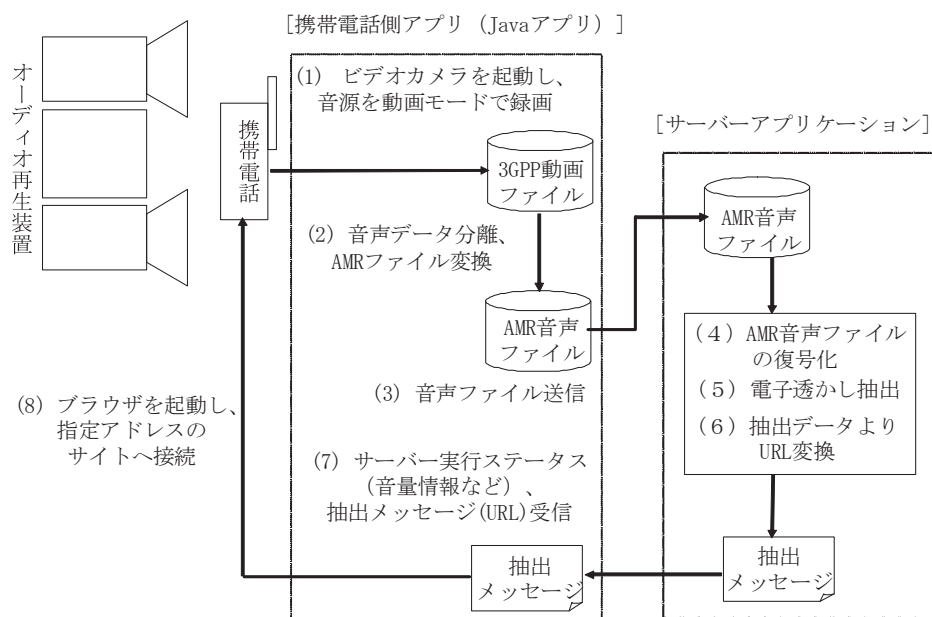 [携帯電話側アプリ（Javaアプリ）]
オーディオ再生装置
携帯電話
(1) ビデオカメラを起動し、
音源を動画モードで録画
3GPP動画
ファイル
(2) 音声データ分離、
AMRファイル変換
AMR音声
ファイル
(3) 音声ファイル送信
[サーバーアプリケーション]
AMR音声
ファイル
(４) AMR音声ファイル
の復号化
(５) 電子透かし抽出
(６) 抽出データより
URL変換
(7) サーバー実行ステータス
(音量情報など)、
抽出メッセージ(URL)受信
抽出
メッセージ
抽出
メッセージ
(8) ブラウザを起動し、
指定アドレスの
サイトへ接続